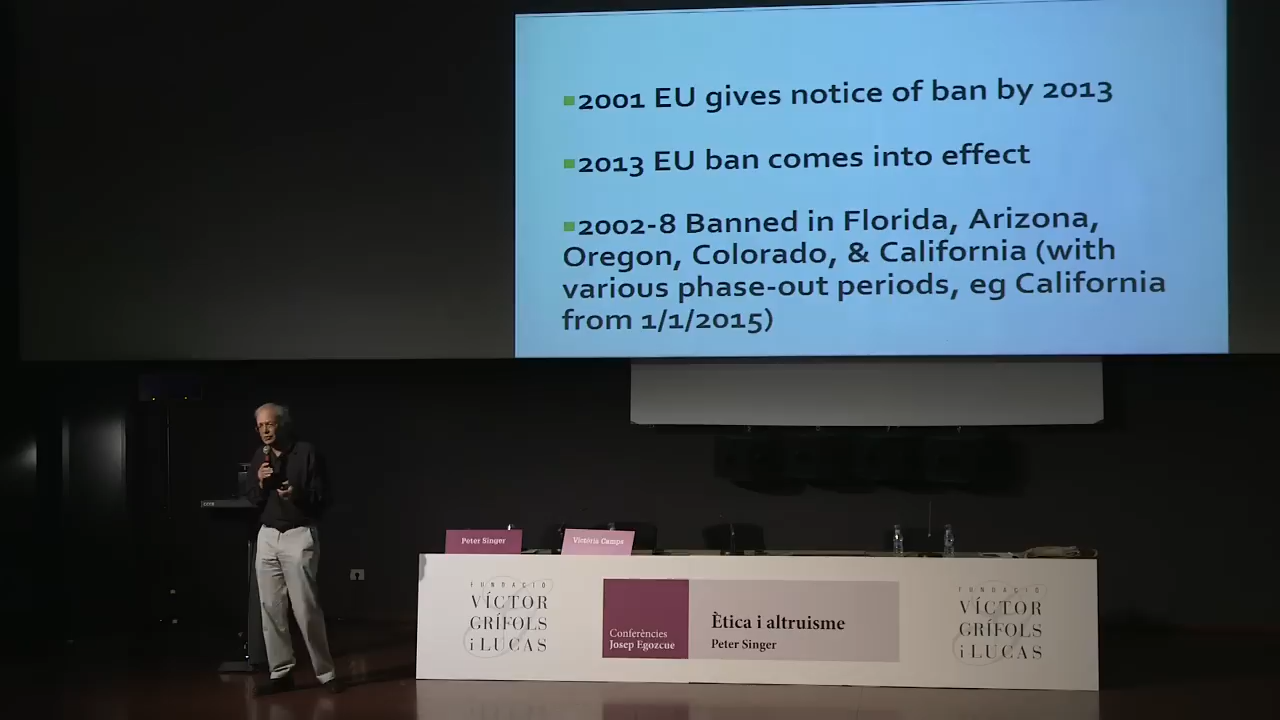 2001 EU gives notice of ban by 2013
2013 EU ban comes into effect
2002-8 Banned in Florida, Arizona,
Oregon, Colorado, & California (with
various phase-out periods, eg California
from 1/1/2015)
Peter Singer
Victòria Camps
FUNDACIÓ
VÍCTOR
GRÍFOLS
i LUCAS
Conferències
Josep Egozcue
Ètica i altruisme
Peter Singer
FUNDACIÓ
VÍCTOR
GRÍFOLS
i LUCAS